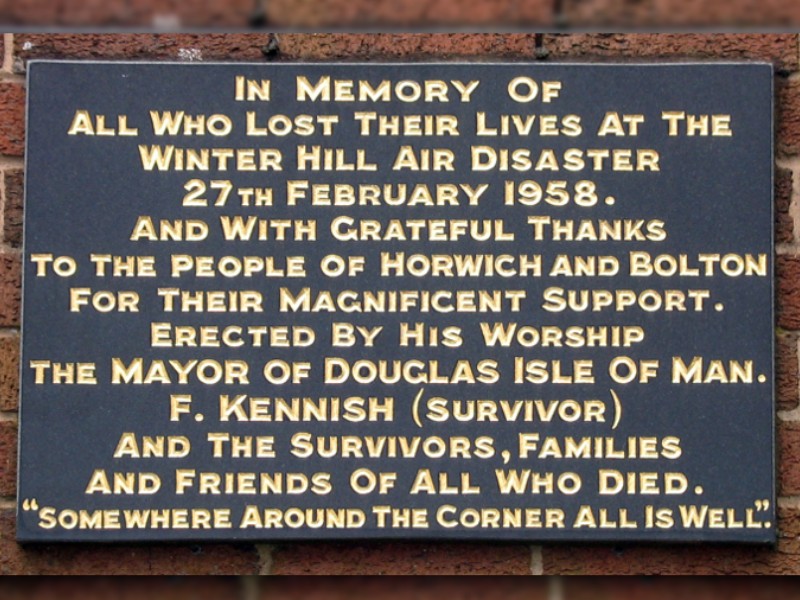 IN MEMORY OF
ALL WHO LOST THEIR LIVES AT THE
WINTER HILL AIR DISASTER
27TH FEBRUARY 1958.
AND WITH GRATEFUL THANKS
TO THE PEOPLE OF HORWICH AND BOLTON
FOR THEIR MAGNIFICENT SUPPORT.
ERECTED BY HIS WORSHIP
THE MAYOR OF DOUGLAS ISLE OF MAN.
F. KENNISH (SURVIVOR)
AND THE SURVIVORS, FAMILIES
AND FRIENDS OF ALL WHO DIED.
“SOMEWHERE AROUND THE CORNER ALL IS WELL”.